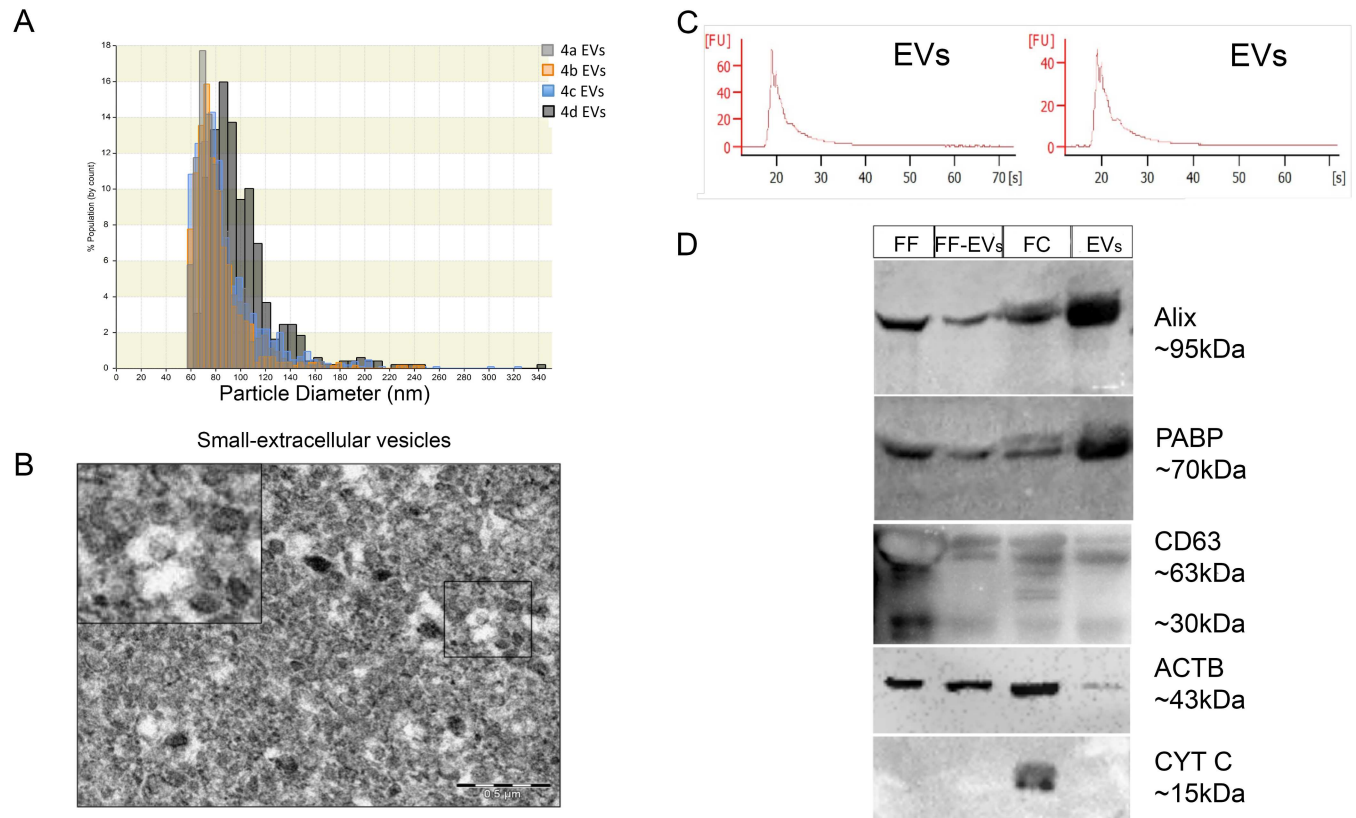 A
18
16
14
12
10
8
6
4
2
0
% Population (by count)
0 20 40 60 80 100 120 140 160 180 200 220 240 260 280 300 320 340
Particle Diameter (nm)
4a EVs
4b EVs
4c EVs
4d EVs
B
Small-extracellular vesicles
0.5 µm
C
[FU]
60
40
20
0
EVs
20 30 40 50 60 70 [s]
[FU]
40
20
0
EVs
20 30 40 50 60 [s]
D
FF FF-EVs FC EVs
Alix
~95kDa
PABP
~70kDa
CD63
~63kDa
~30kDa
ACTB
~43kDa
CYT C
~15kDa